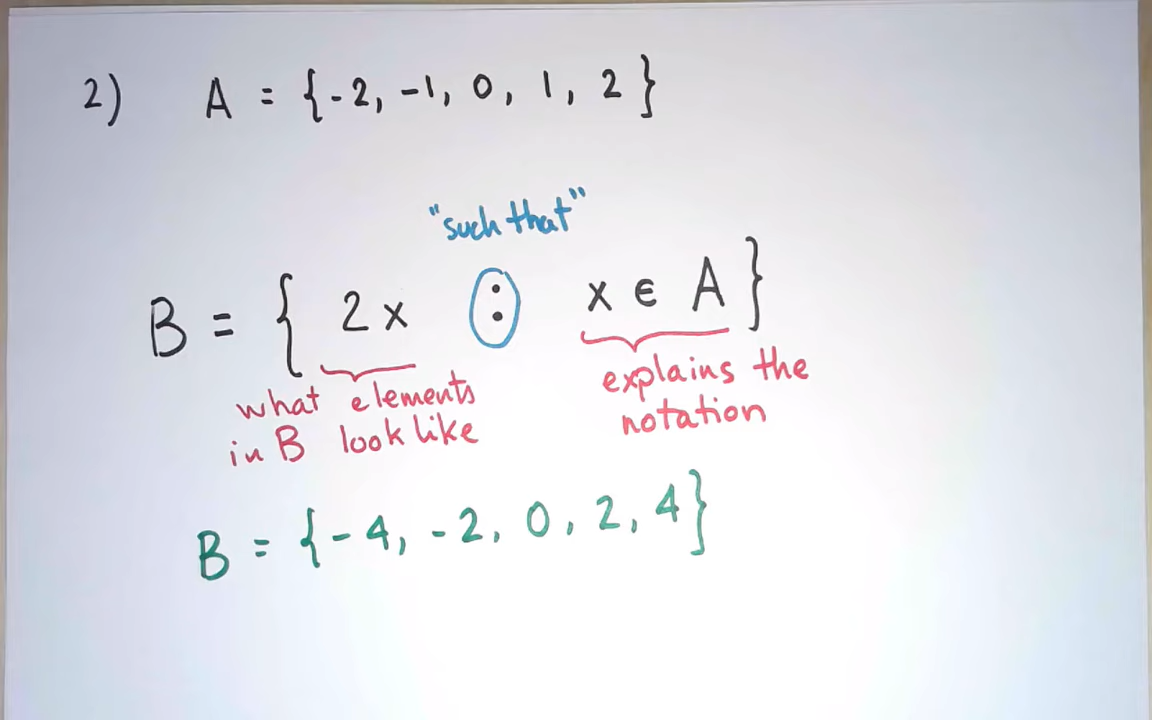 2) A = {-2, -1, 0, 1, 2}
"such that"
B = { 2x : x ∈ A }
what elements
in B look like
explains the
notation
B = {-4, -2, 0, 2, 4}